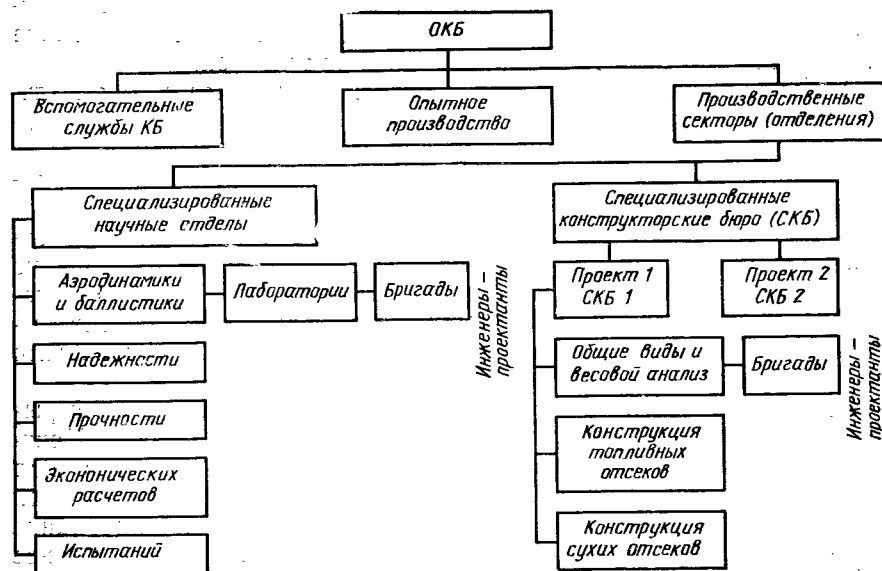 ОКБ
Вспомогательные
службы КБ
Опытное
производство
Производственные
секторы (отделения)
Специализированные
научные отделы
Специализированные
конструкторские бюро (СКБ)
Аэродинамики
и баллистики
Лаборатории
Бригады
Инженеры –
проектанты
Проект 1
СКБ 1
Проект 2
СКБ 2
Надежности
Общие виды и
весовой анализ
Бригады
Инженеры –
проектанты
Прочности
Конструкция
топливных
отсеков
Экономических
расчетов
Испытаний
Конструкция
сухих отсеков